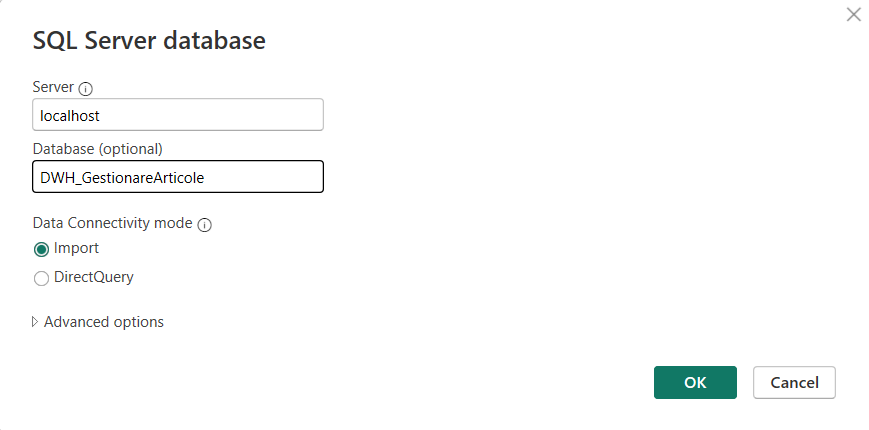 SQL Server database
Server
localhost
Database (optional)
DWH_GestionareArticole
Data Connectivity mode
Import
DirectQuery
Advanced options
OK Cancel